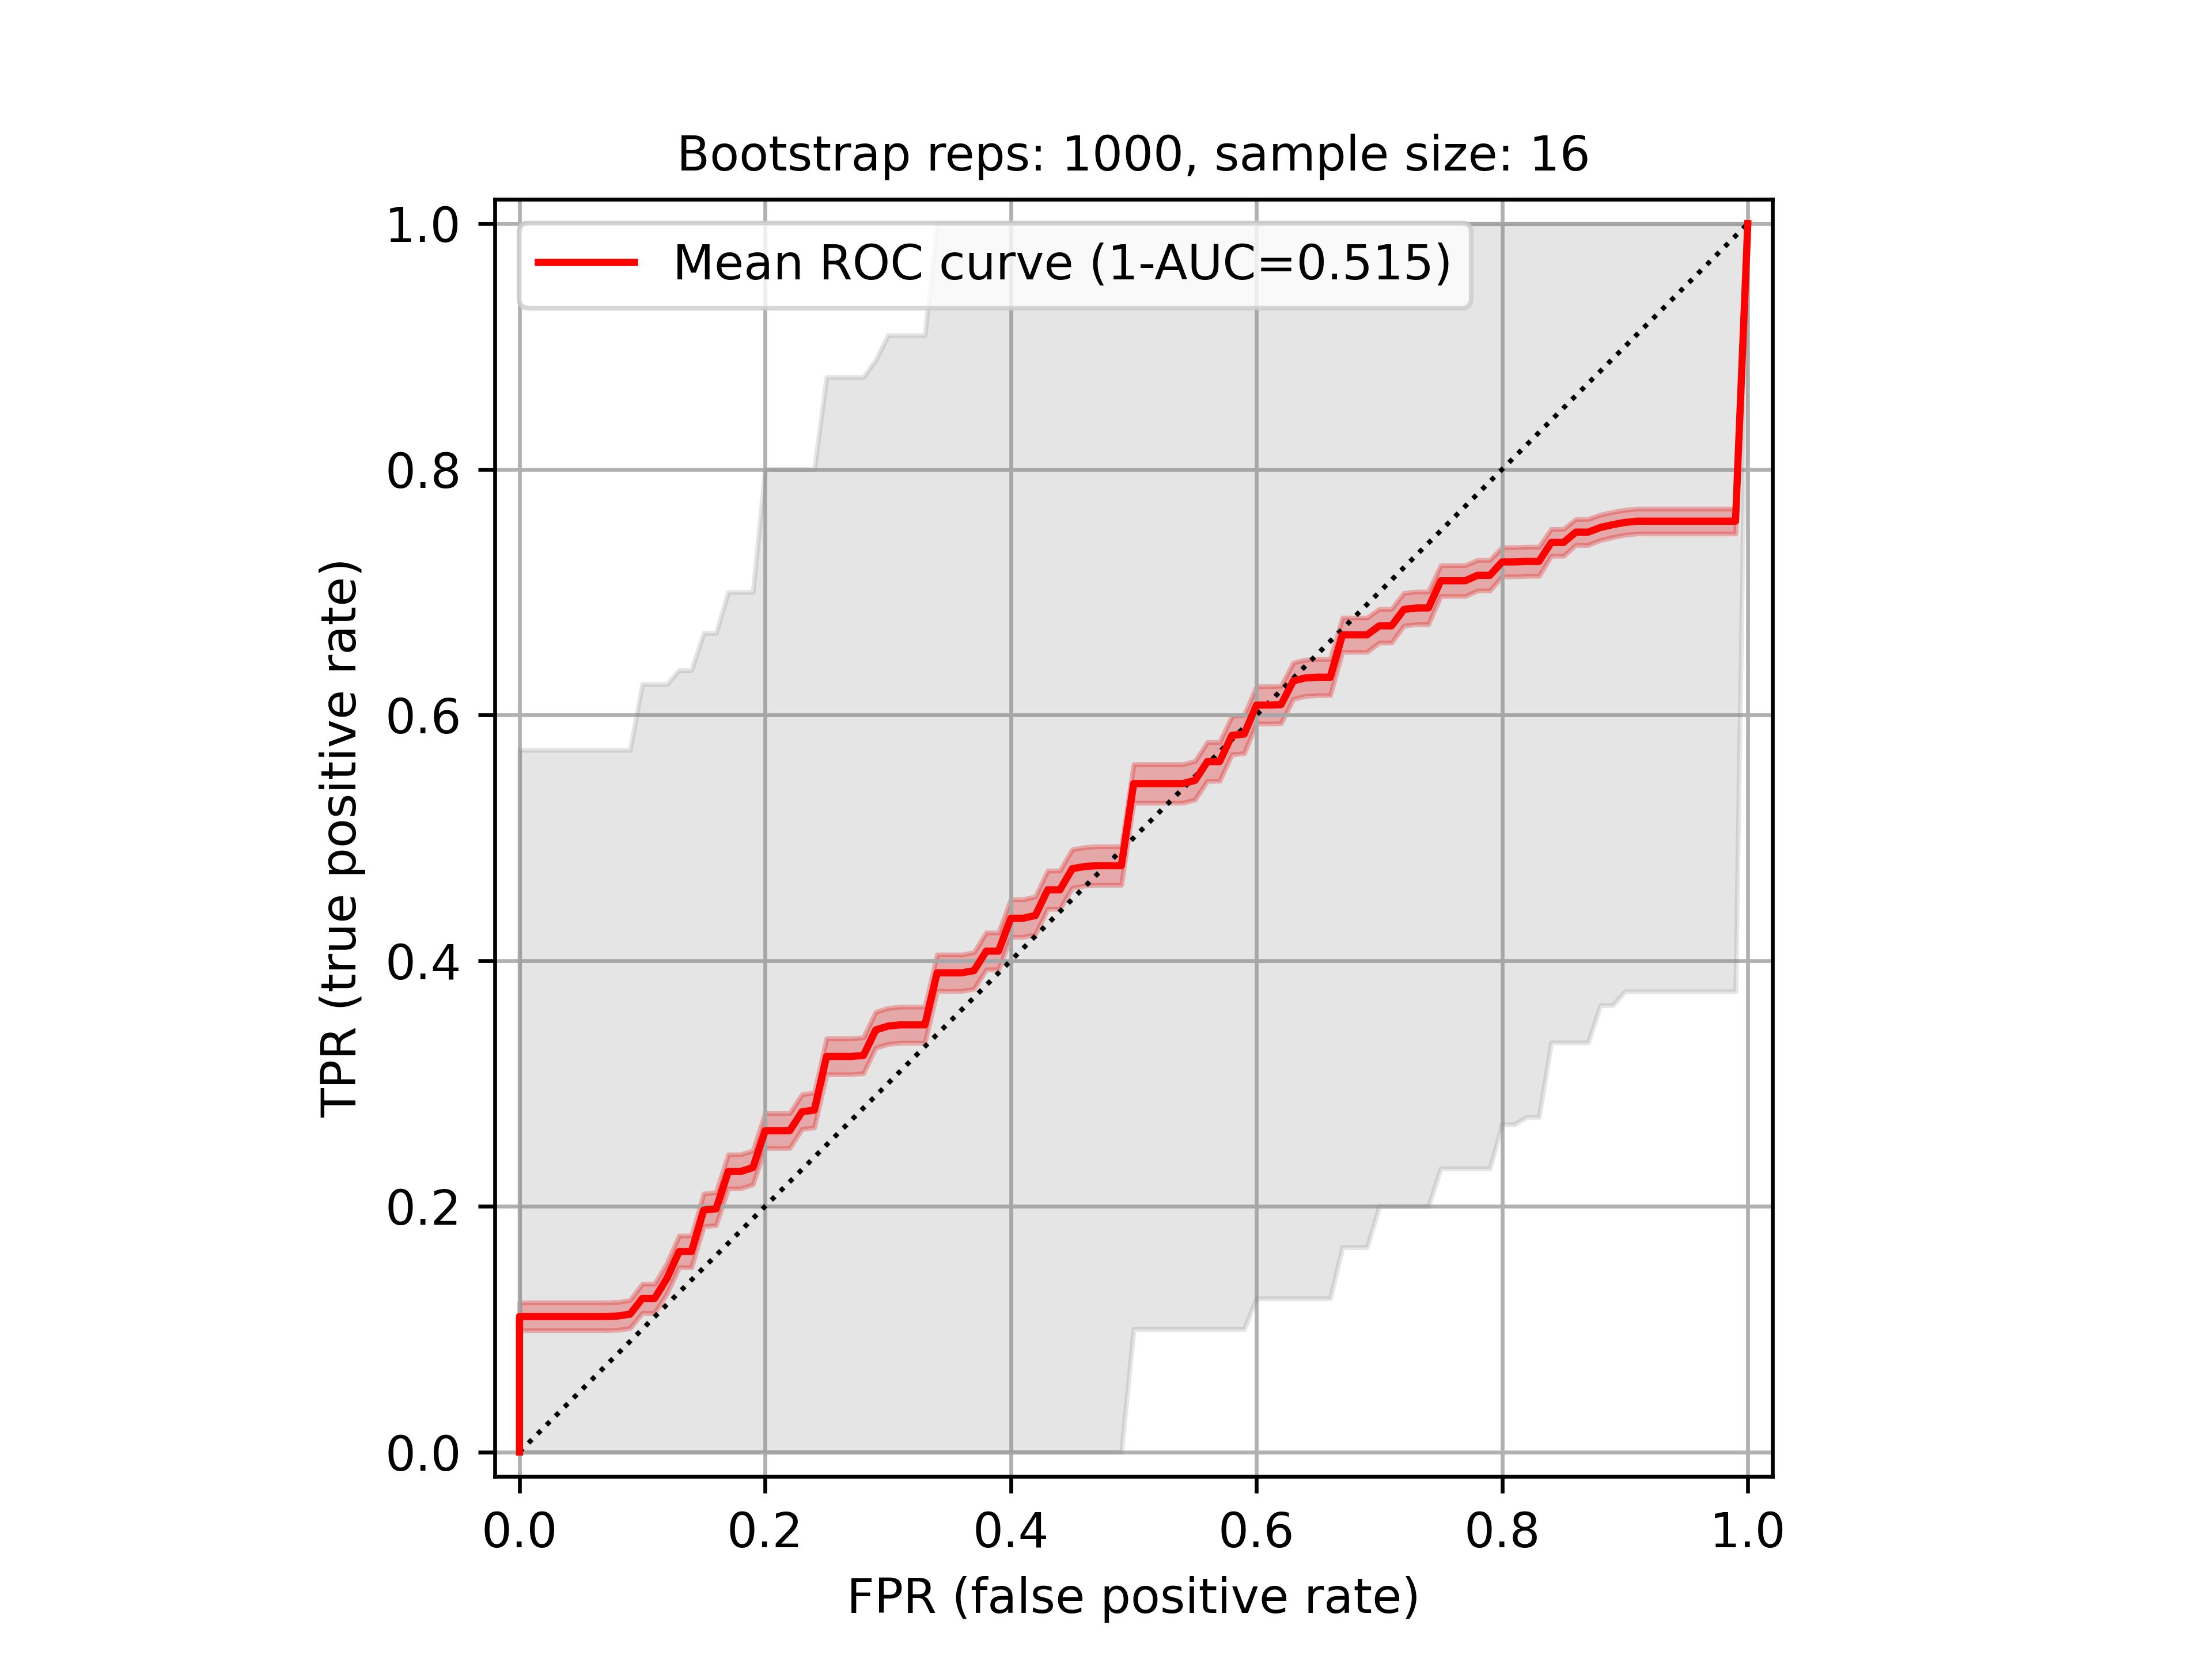 Bootstrap reps: 1000, sample size: 16
Mean ROC curve (1-AUC=0.515)
1.0
0.8
0.6
0.4
0.2
0.0
TPR (true positive rate)
0.0 0.2 0.4 0.6 0.8 1.0
FPR (false positive rate)